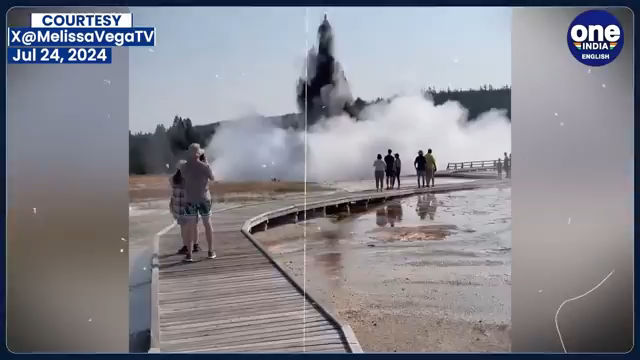 COURTESY
X@MelissaVegaTV
Jul 24, 2024
one
INDIA
ENGLISH